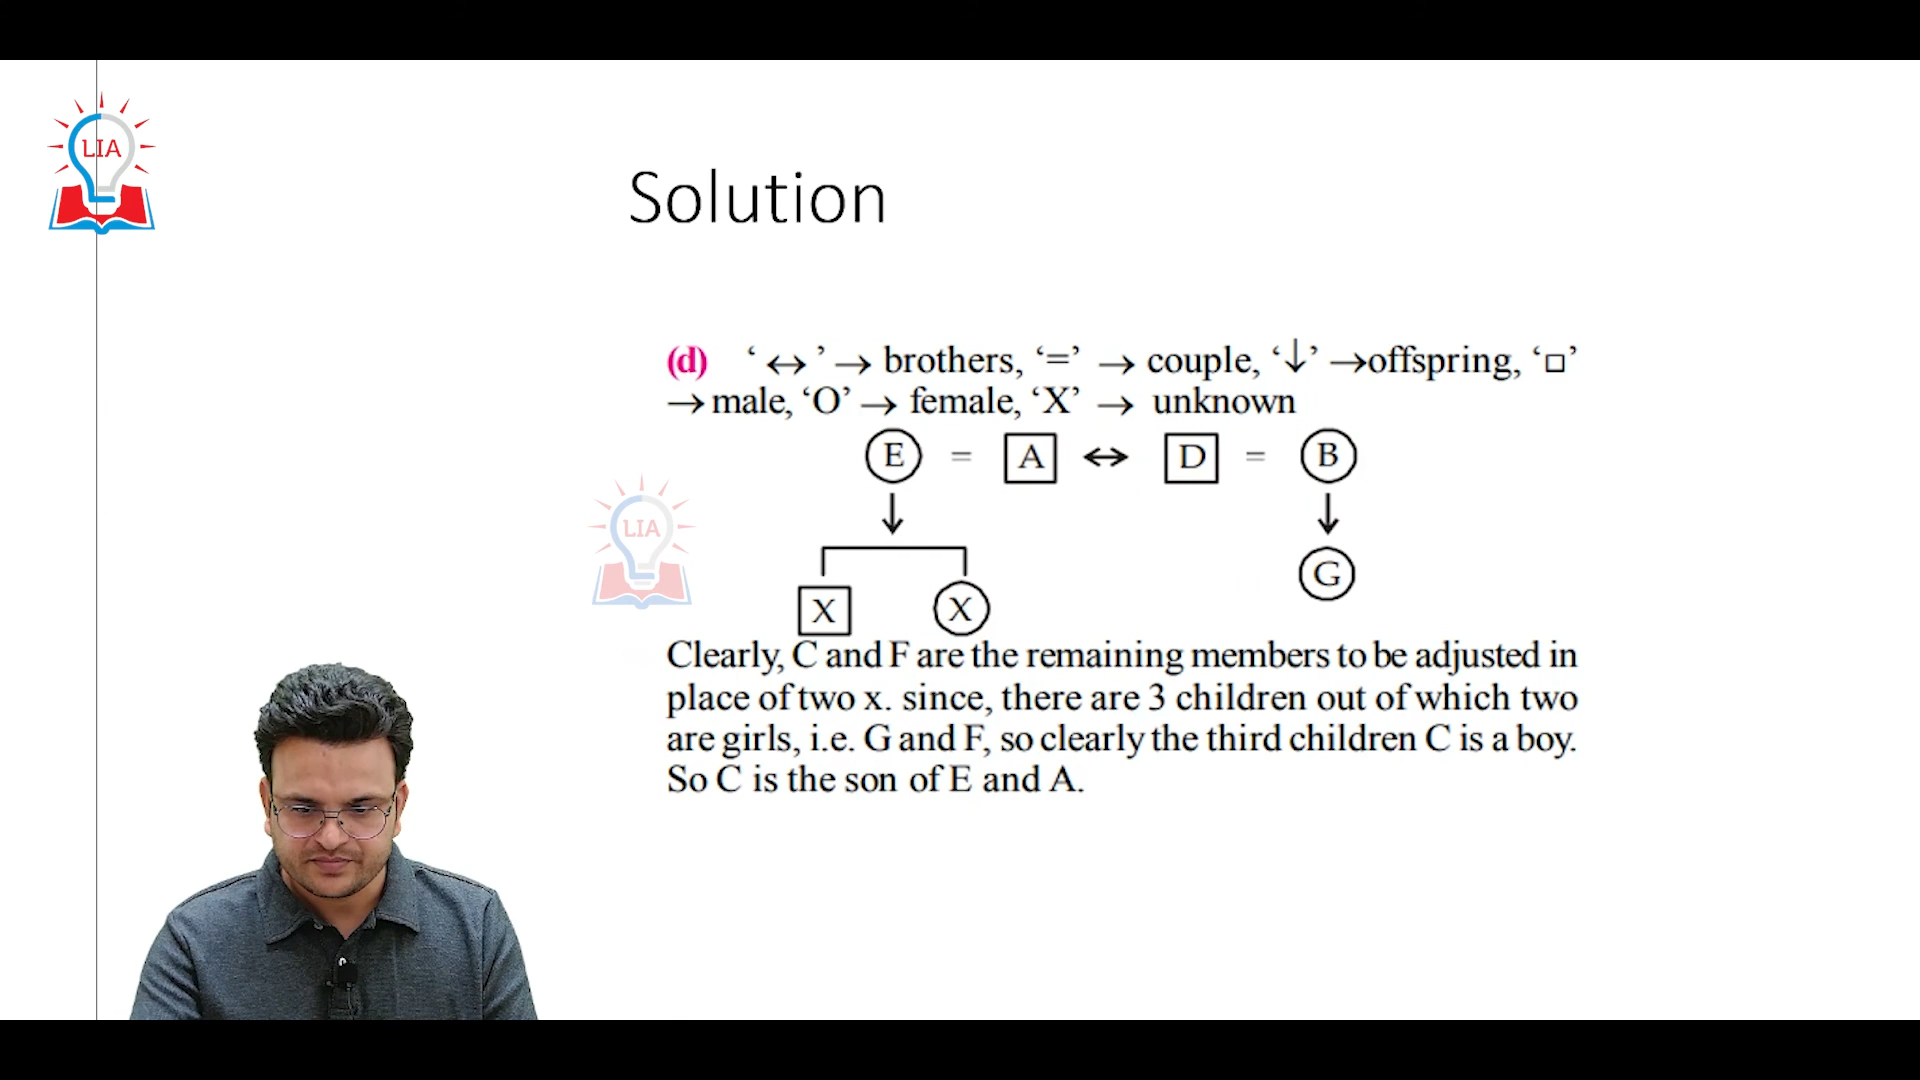 LIA
Solution
(d) ‘ ↔ ’ → brothers, ‘=’ → couple, ‘↓’ →offspring, ‘□’
→ male, ‘O’ → female, ‘X’ → unknown
E = A ↔ D = B
LIA
G
X X
Clearly, C and F are the remaining members to be adjusted in
place of two x. since, there are 3 children out of which two
are girls, i.e. G and F, so clearly the third children C is a boy.
So C is the son of E and A.